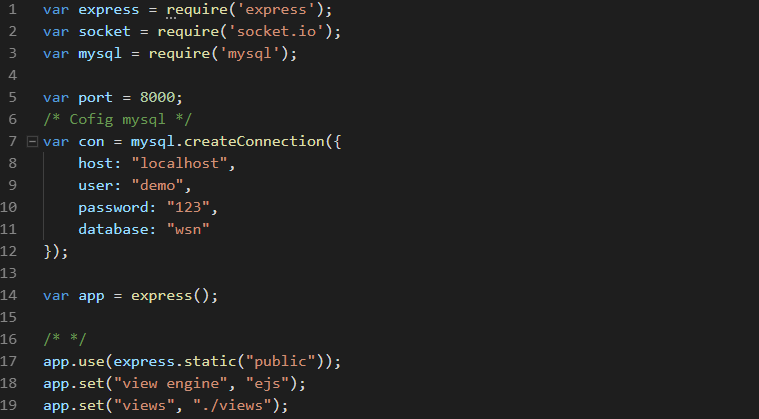 1 var express = require('express');
2 var socket = require('socket.io');
3 var mysql = require('mysql');
4
5 var port = 8000;
6 /* Cofig mysql */
7 var con = mysql.createConnection({
8     host: "localhost",
9     user: "demo",
10     password: "123",
11     database: "wsn"
12 });
13
14 var app = express();
15
16 /* */
17 app.use(express.static("public"));
18 app.set("view engine", "ejs");
19 app.set("views", "./views");